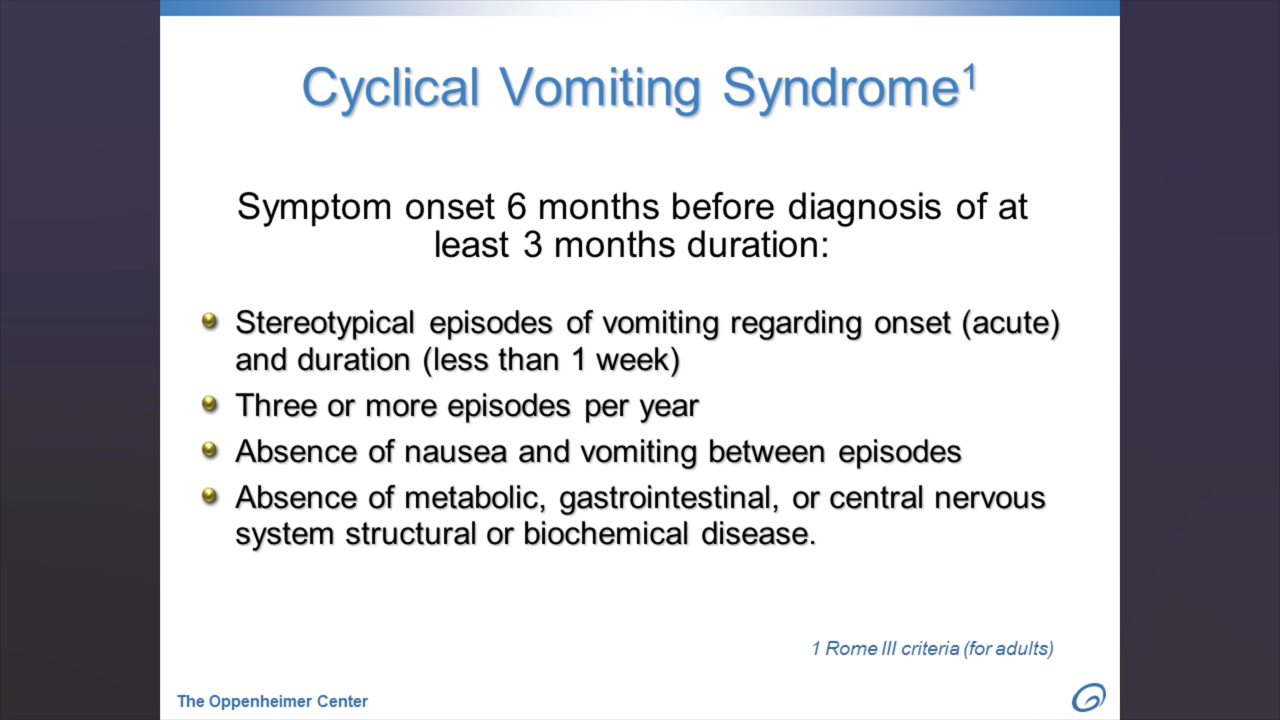 Cyclical Vomiting Syndrome1
Symptom onset 6 months before diagnosis of at
least 3 months duration:
Stereotypical episodes of vomiting regarding onset (acute)
and duration (less than 1 week)
Three or more episodes per year
Absence of nausea and vomiting between episodes
Absence of metabolic, gastrointestinal, or central nervous
system structural or biochemical disease.
1 Rome III criteria (for adults)
The Oppenheimer Center